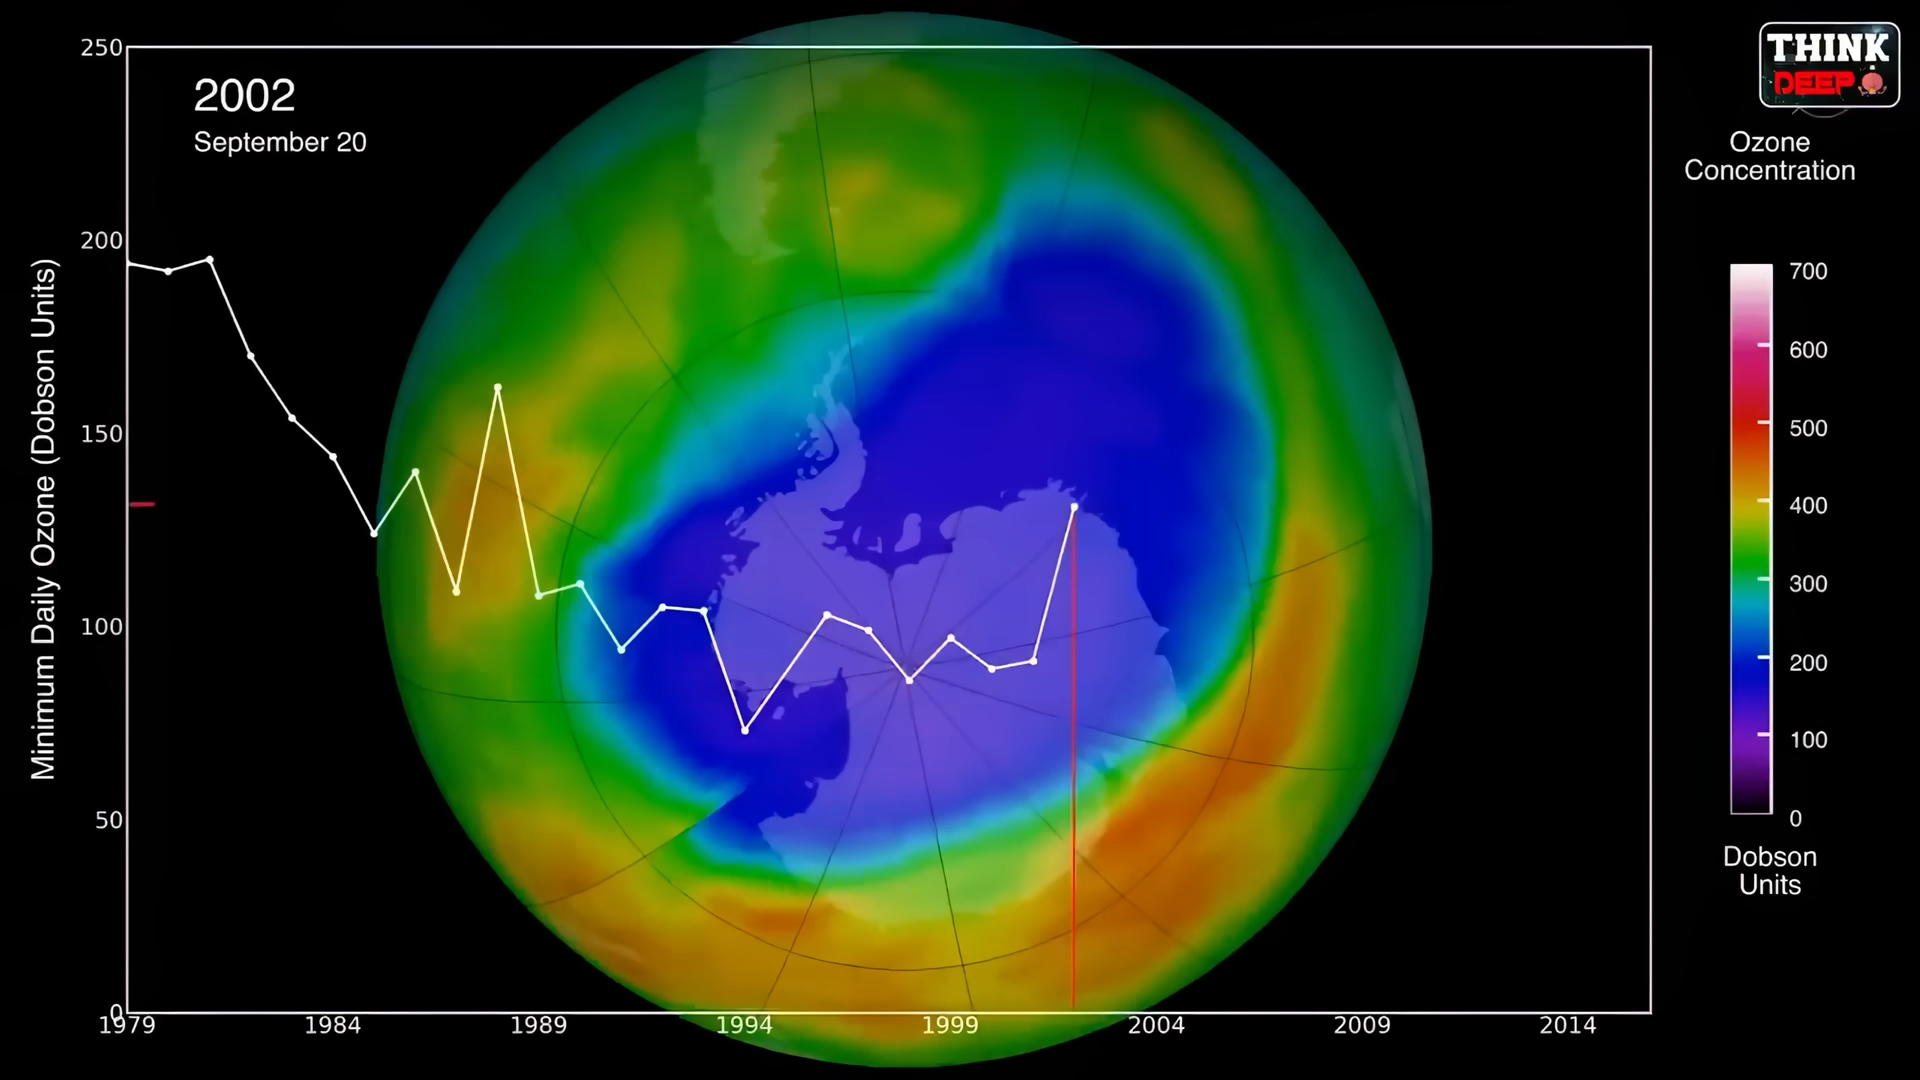 THINK
DEEP
2002
September 20
Ozone
Concentration
Minimum Daily Ozone (Dobson Units)
250
200
150
100
50
0
1979
1984
1989
1994
1999
2004
2009
2014
700
600
500
400
300
200
100
0
Dobson
Units